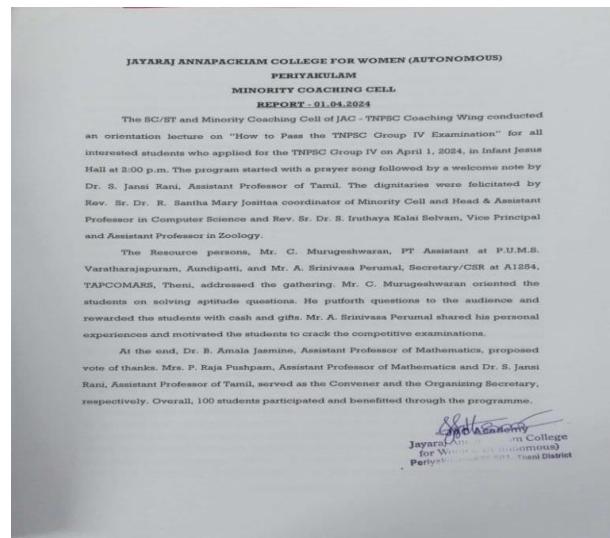 JAYARAJ ANNAPACKIAM COLLEGE FOR WOMEN (AUTONOMOUS)
PERIYAKULAM
MINORITY COACHING CELL
REPORT - 01.04.2024
The SC/ST and Minority Coaching Cell of JAC - TNPSC Coaching Wing conducted
an orientation lecture on "How to Pass the TNPSC Group IV Examination" for all
interested students who applied for the TNPSC Group IV on April 1, 2024, in Infant Jesus
Hall at 2:00 p.m. The program started with a prayer song followed by a welcome note by
Dr. S. Jansi Rani, Assistant Professor of Tamil. The dignitaries were felicitated by
Rev. Sr. Dr. R. Santha Mary Josittaa coordinator of Minority Cell and Head & Assistant
Professor in Computer Science and Rev. Sr. Dr. S. Iruthaya Kalai Selvam, Vice Principal
and Assistant Professor in Zoology.
The Resource persons, Mr. C. Murugeshwaran, PT Assistant at P.U.M.S.
Varatharajapuram, Aundipatti, and Mr. A. Srinivasa Perumal, Secretary/CSR at A1254,
TAPCOMARS, Theni, addressed the gathering. Mr. C. Murugeshwaran oriented the
students on solving aptitude questions. He putforth questions to the audience and
rewarded the students with cash and gifts. Mr. A. Srinivasa Perumal shared his personal
experiences and motivated the students to crack the competitive examinations.
At the end, Dr. B. Amala Jasmine, Assistant Professor of Mathematics, proposed
vote of thanks. Mrs. P. Raja Pushpam, Assistant Professor of Mathematics and Dr. S. Jansi
Rani, Assistant Professor of Tamil, served as the Convener and the Organizing Secretary,
respectively. Overall, 100 students participated and benefitted through the programme.
JAC Academy
Jayaraj College
for
Theni District